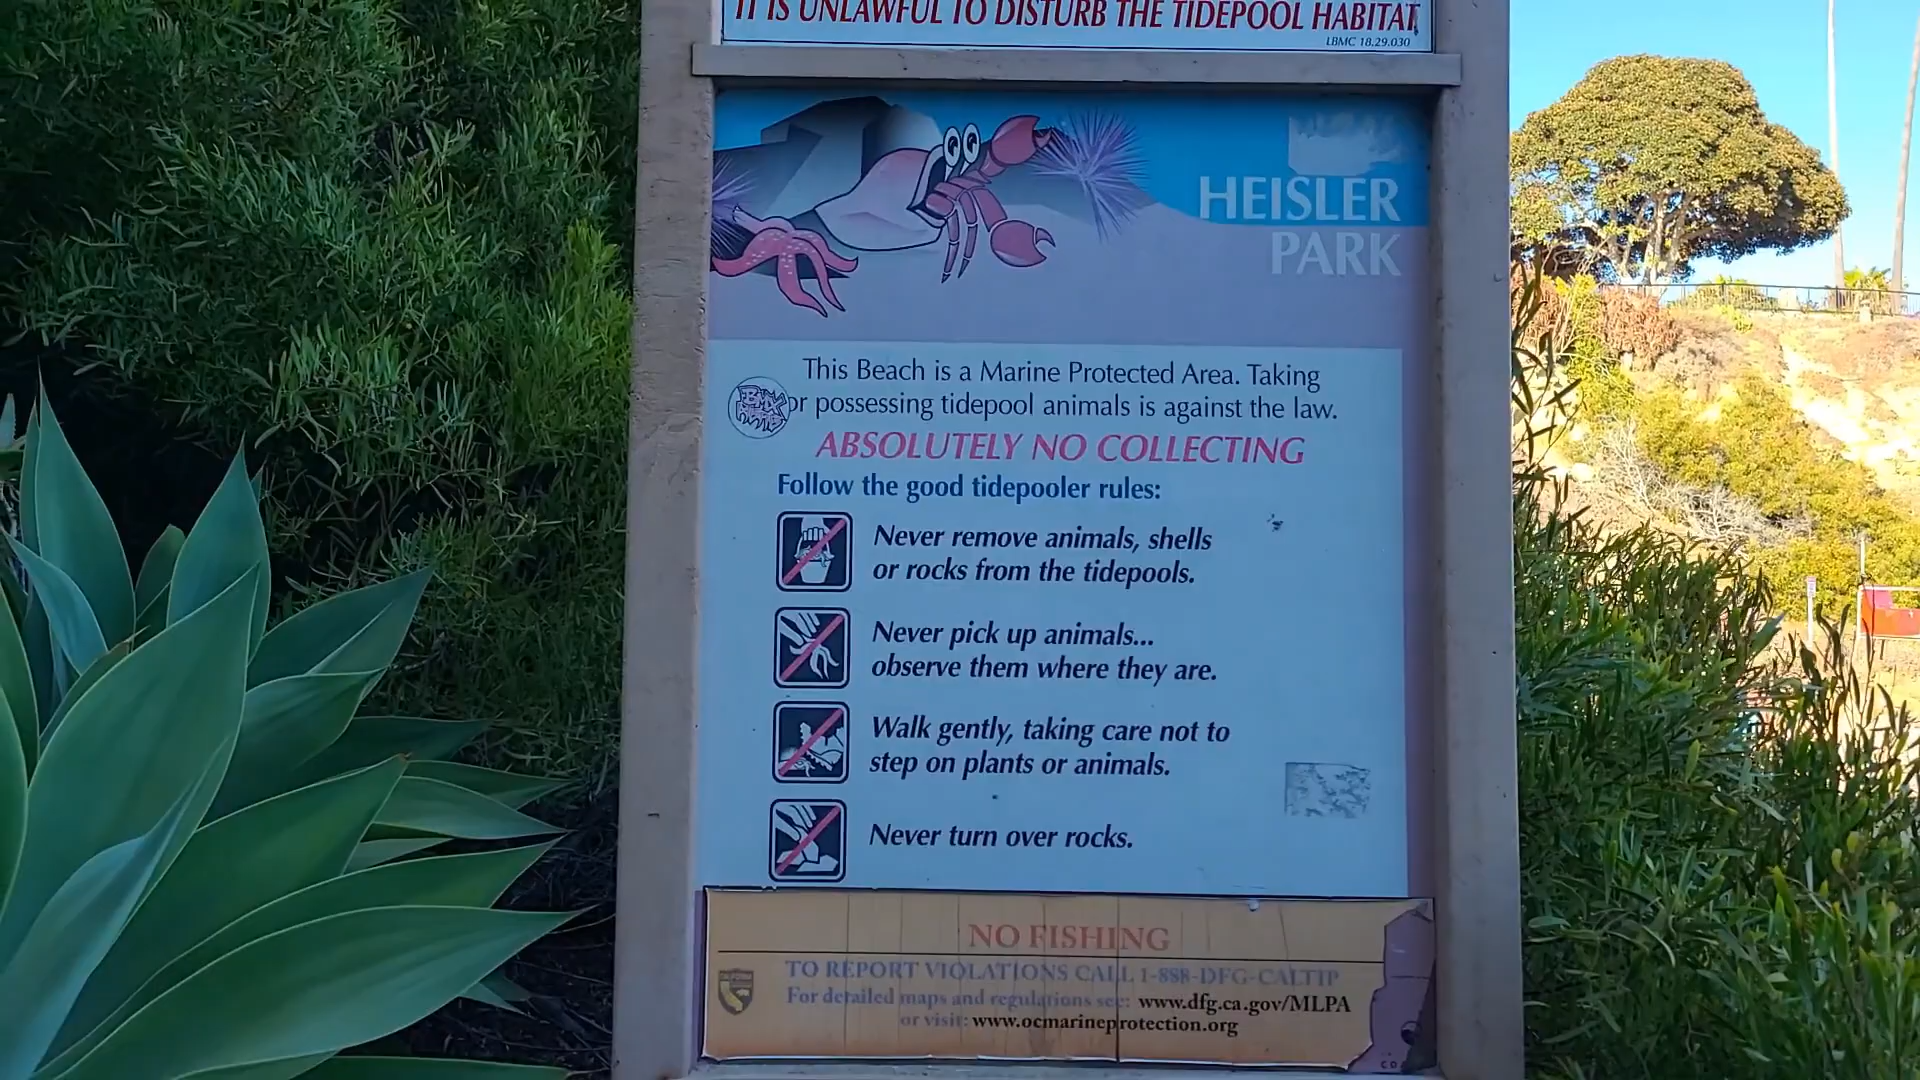 IT IS UNLAWFUL TO DISTURB THE TIDEPOOL HABITAT
LBMC 18.29.030
HEISLER
PARK
This Beach is a Marine Protected Area. Taking
or possessing tidepool animals is against the law.
ABSOLUTELY NO COLLECTING
Follow the good tidepooler rules:
Never remove animals, shells
or rocks from the tidepools.
Never pick up animals...
observe them where they are.
Walk gently, taking care not to
step on plants or animals.
Never turn over rocks.
NO FISHING
TO REPORT VIOLATIONS CALL 1-888-DFG-CALTIP
For detailed maps and regulations see: www.dfg.ca.gov/MLPA
or visit: www.ocmarineprotection.org